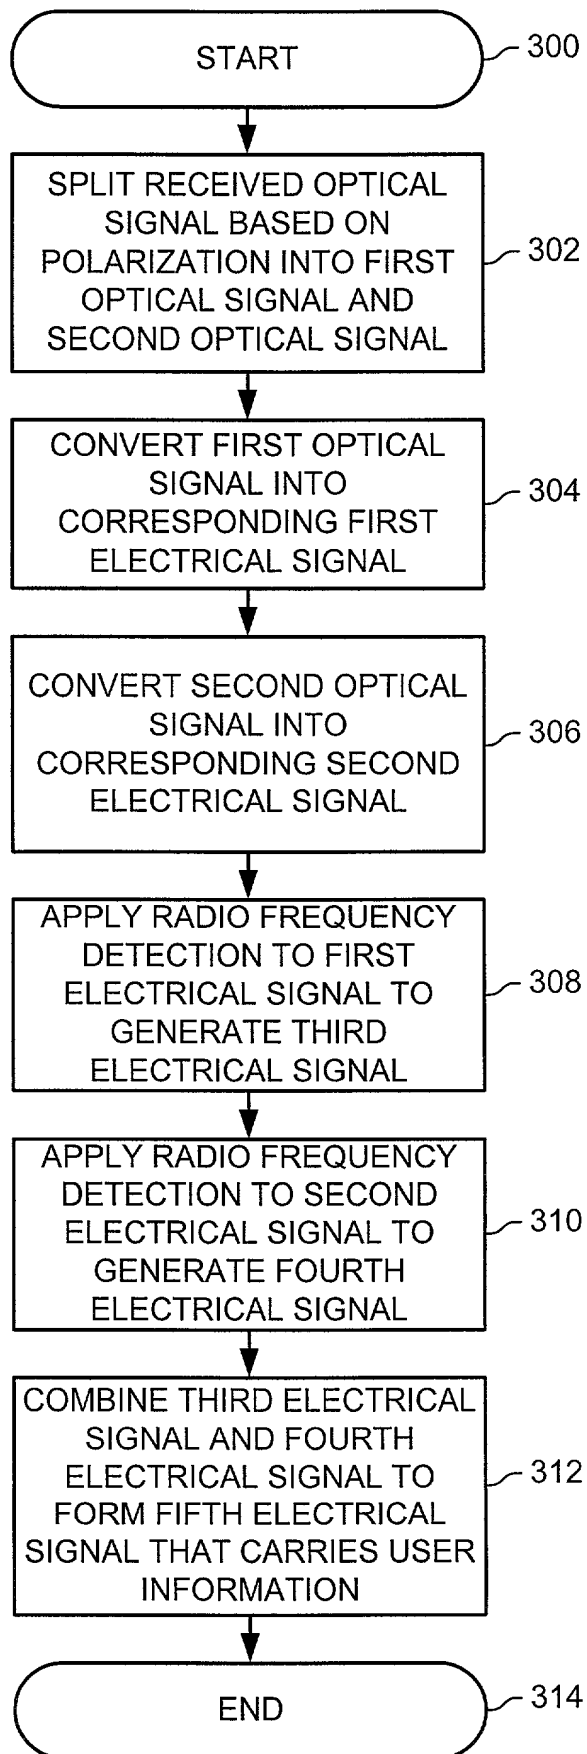 START
300
SPLIT RECEIVED OPTICAL
SIGNAL BASED ON
POLARIZATION INTO FIRST
OPTICAL SIGNAL AND
SECOND OPTICAL SIGNAL
302
CONVERT FIRST OPTICAL
SIGNAL INTO
CORRESPONDING FIRST
ELECTRICAL SIGNAL
304
CONVERT SECOND OPTICAL
SIGNAL INTO
CORRESPONDING SECOND
ELECTRICAL SIGNAL
306
APPLY RADIO FREQUENCY
DETECTION TO FIRST
ELECTRICAL SIGNAL TO
GENERATE THIRD
ELECTRICAL SIGNAL
308
APPLY RADIO FREQUENCY
DETECTION TO SECOND
ELECTRICAL SIGNAL TO
GENERATE FOURTH
ELECTRICAL SIGNAL
310
COMBINE THIRD ELECTRICAL
SIGNAL AND FOURTH
ELECTRICAL SIGNAL TO
FORM FIFTH ELECTRICAL
SIGNAL THAT CARRIES USER
INFORMATION
312
END
314